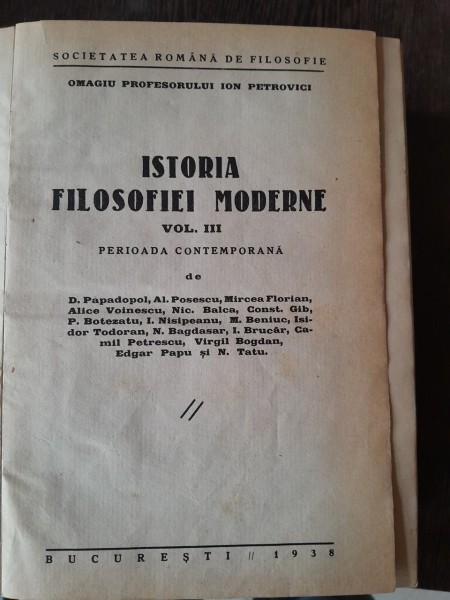 SOCIETATEA ROMÂNĂ DE FILOSOFIE
OMAGIU PROFESORULUI ION PETROVICI
ISTORIA
FILOSOFIEI MODERNE
VOL. III
PERIOADA CONTEMPORANĂ
de
D. Papadopol, Al. Posescu, Mircea Florian,
Alice Voinescu, Nic. Balca, Const. Gib,
P. Botezatu, I. Nisipeanu, M. Beniuc, Isi-
dor Todoran, N. Bagdasar, I. Brucăr, Ca-
mil Petrescu, Virgil Bogdan,
Edgar Papu și N. Tatu.
//
BUCUREȘTI // 1938